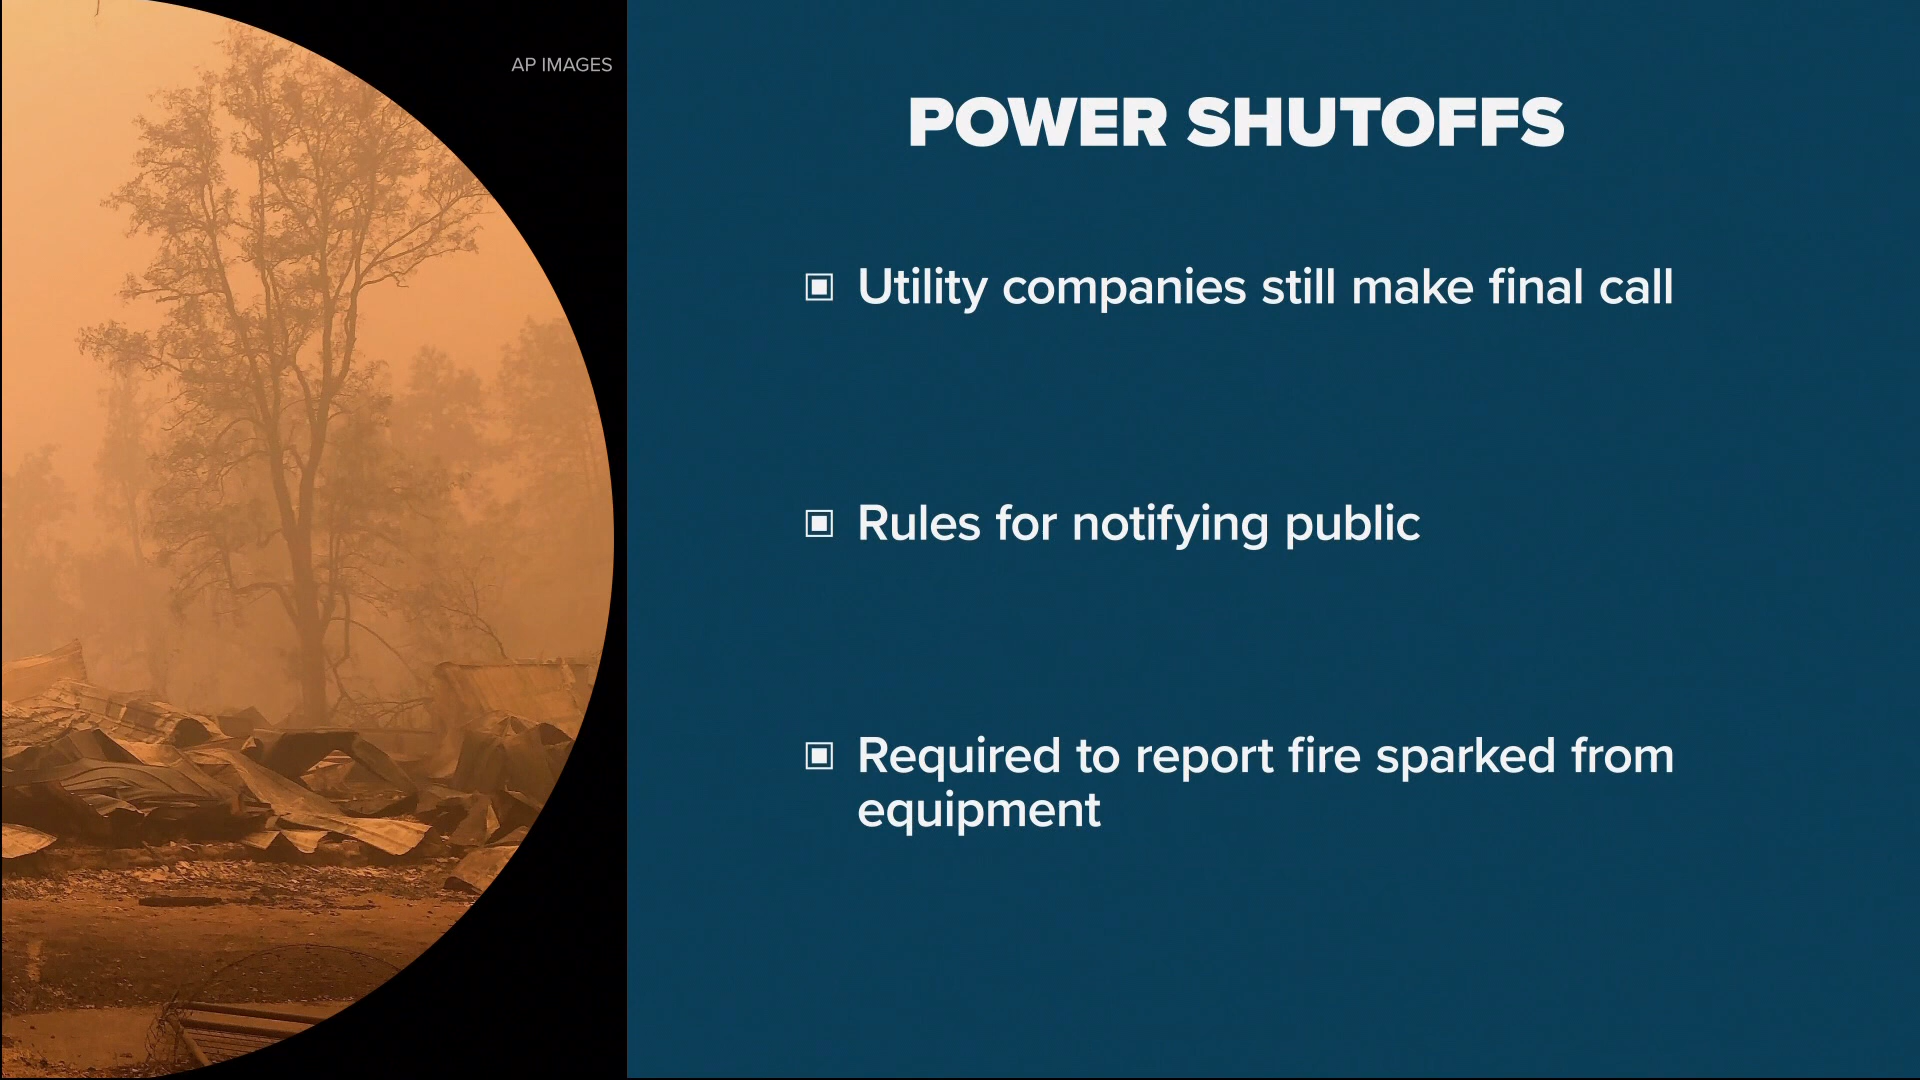 AP IMAGES
POWER SHUTOFFS
Utility companies still make final call
Rules for notifying public
Required to report fire sparked from
equipment